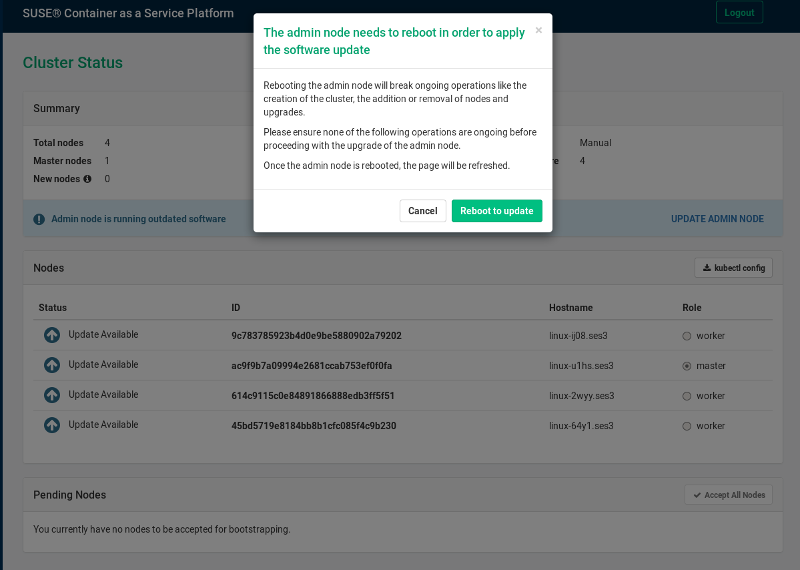 SUSE® Container as a Service Platform
Logout
The admin node needs to reboot in order to apply
the software update
×
Rebooting the admin node will break ongoing operations like the
creation of the cluster, the addition or removal of nodes and
upgrades.
Please ensure none of the following operations are ongoing before
proceeding with the upgrade of the admin node.
Once the admin node is rebooted, the page will be refreshed.
Cancel
Reboot to update
Cluster Status
Summary
Total nodes 4
Master nodes 1
New nodes 0
Manual
4
Admin node is running outdated software
UPDATE ADMIN NODE
Nodes
kubectl config
Status ID Hostname Role
Update Available 9c783785923b4d0e9be5880902a79202 linux-ij08.ses3 worker
Update Available ac9f9b7a09994e2681ccab753ef0f0fa linux-u1hs.ses3 master
Update Available 614c9115c0e84891866888edb3ff5f51 linux-2wyy.ses3 worker
Update Available 45bd5719e8184bb8b1cfc085f4c9b230 linux-64y1.ses3 worker
Pending Nodes
Accept All Nodes
You currently have no nodes to be accepted for bootstrapping.